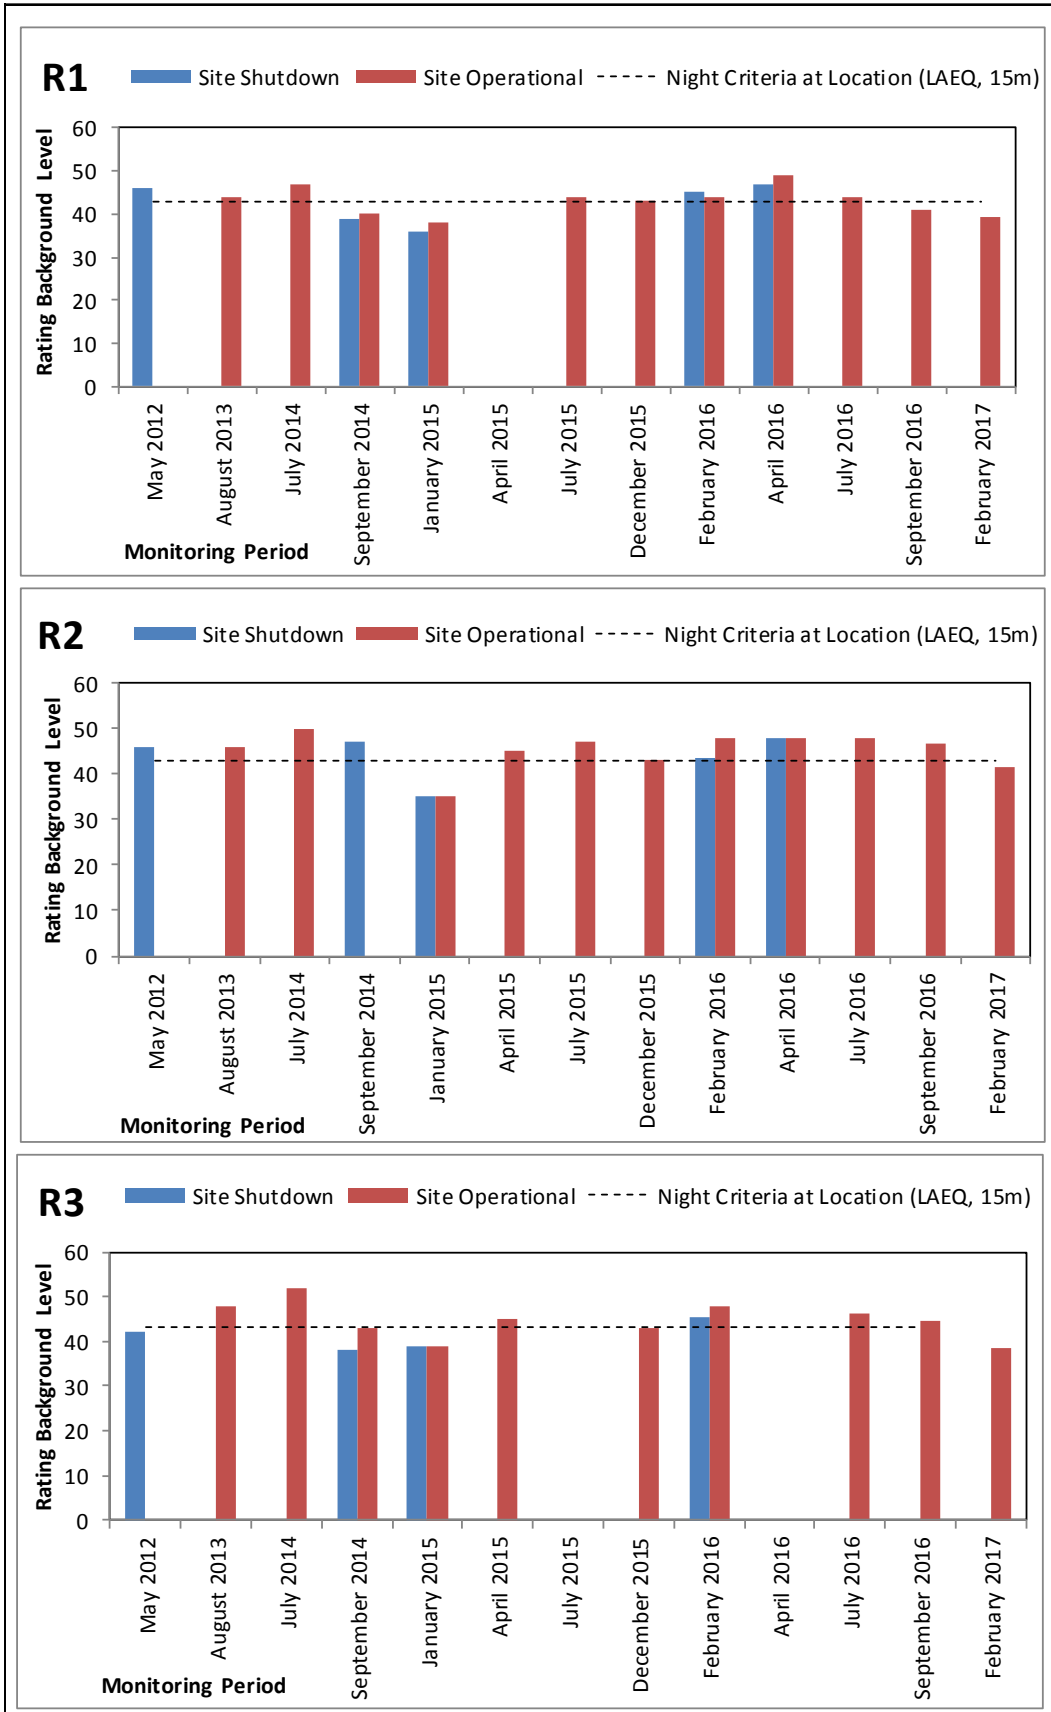 R1 Site Shutdown Site Operational Night Criteria at Location (LAEQ, 15m)
Rating Background Level
60
50
40
30
20
10
0
May 2012
August 2013
July 2014
September 2014
January 2015
April 2015
July 2015
December 2015
February 2016
April 2016
July 2016
September 2016
February 2017
Monitoring Period
R2 Site Shutdown Site Operational Night Criteria at Location (LAEQ, 15m)
Rating Background Level
60
50
40
30
20
10
0
May 2012
August 2013
July 2014
September 2014
January 2015
April 2015
July 2015
December 2015
February 2016
April 2016
July 2016
September 2016
February 2017
Monitoring Period
R3 Site Shutdown Site Operational Night Criteria at Location (LAEQ, 15m)
Rating Background Level
60
50
40
30
20
10
0
May 2012
August 2013
July 2014
September 2014
January 2015
April 2015
July 2015
December 2015
February 2016
April 2016
July 2016
September 2016
February 2017
Monitoring Period